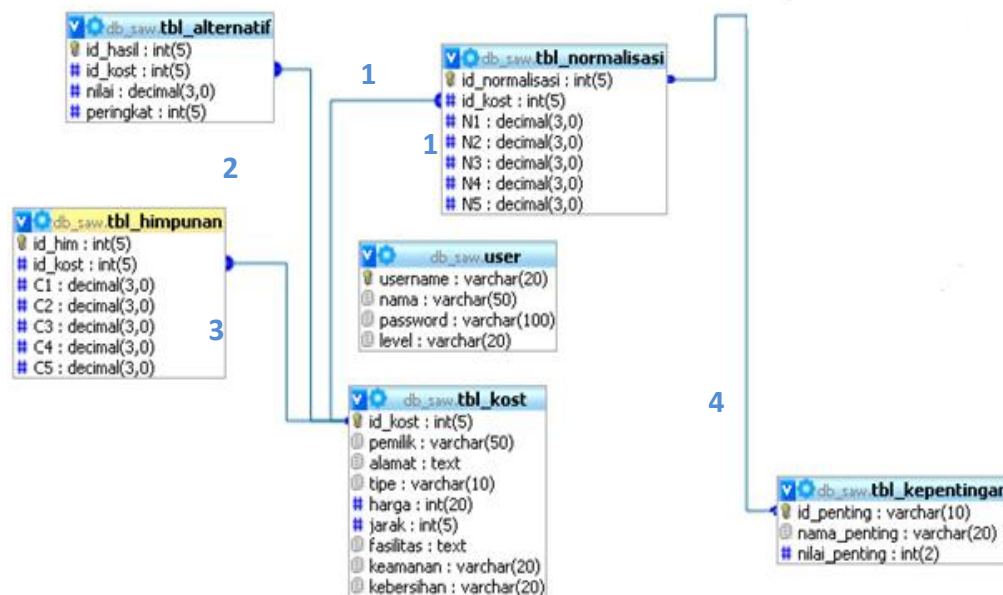 db_saw.tbl_alternatif
id_hasil : int(5)
id_kost : int(5)
nilai : decimal(3,0)
peringkat : int(5)
1
db_saw.tbl_normalisasi
id_normalisasi : int(5)
id_kost : int(5)
N1 : decimal(3,0)
N2 : decimal(3,0)
N3 : decimal(3,0)
N4 : decimal(3,0)
N5 : decimal(3,0)
1
2
db_saw.tbl_himpunan
id_him : int(5)
id_kost : int(5)
C1 : decimal(3,0)
C2 : decimal(3,0)
C3 : decimal(3,0)
C4 : decimal(3,0)
C5 : decimal(3,0)
3
db_saw.user
username : varchar(20)
nama : varchar(50)
password : varchar(100)
level : varchar(20)
db_saw.tbl_kost
id_kost : int(5)
pemilik : varchar(50)
alamat : text
tipe : varchar(10)
harga : int(20)
jarak : int(5)
fasilitas : text
keamanan : varchar(20)
kebersihan : varchar(20)
4
db_saw.tbl_kepentingan
id_penting : varchar(10)
nama_penting : varchar(20)
nilai_penting : int(2)